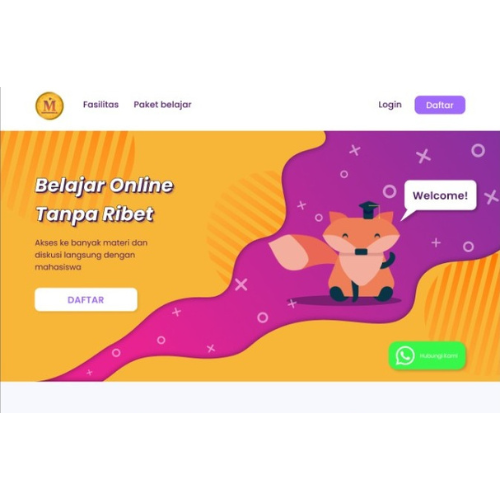 M
Fasilitas Paket belajar Login Daftar
Belajar Online
Tanpa Ribet
Welcome!
Akses ke banyak materi dan
diskusi langsung dengan
mahasiswa
DAFTAR
Hubungi Kami